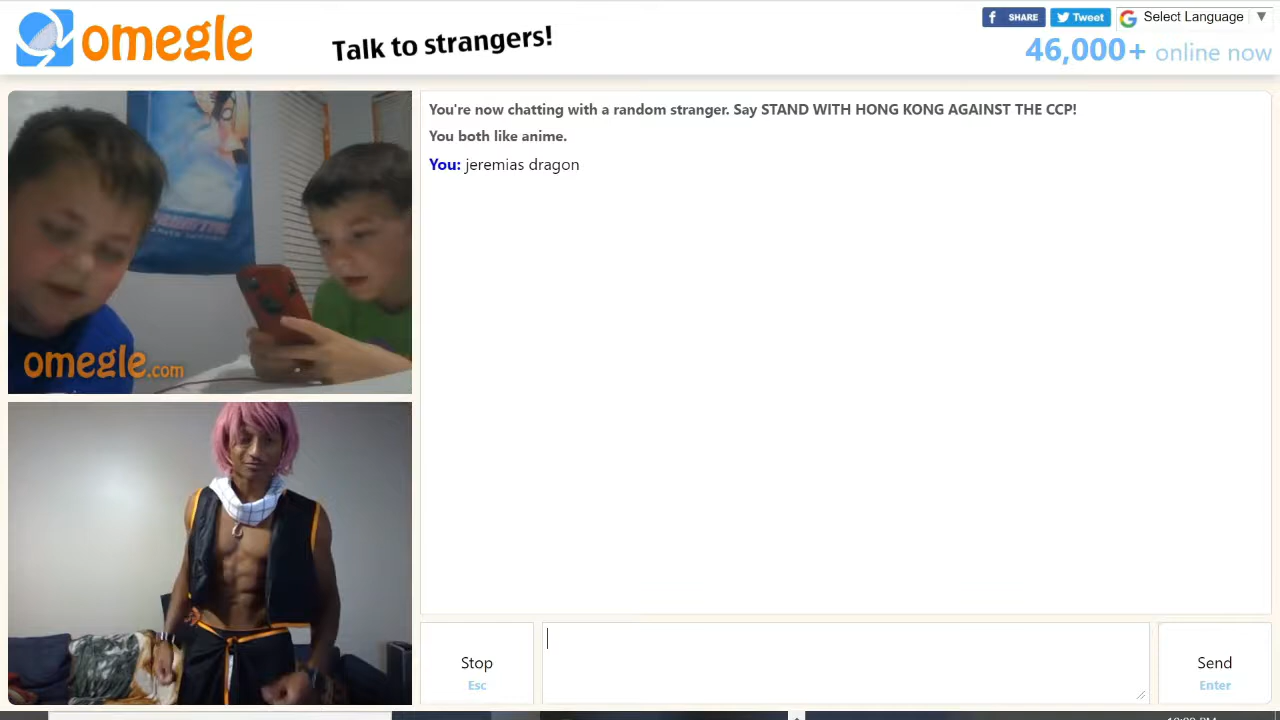 omegle
Talk to strangers!
SHARE
Tweet
Select Language
46,000+ online now
You're now chatting with a random stranger. Say STAND WITH HONG KONG AGAINST THE CCP!
You both like anime.
You: jeremias dragon
omegle.com
Stop
Esc
Send
Enter